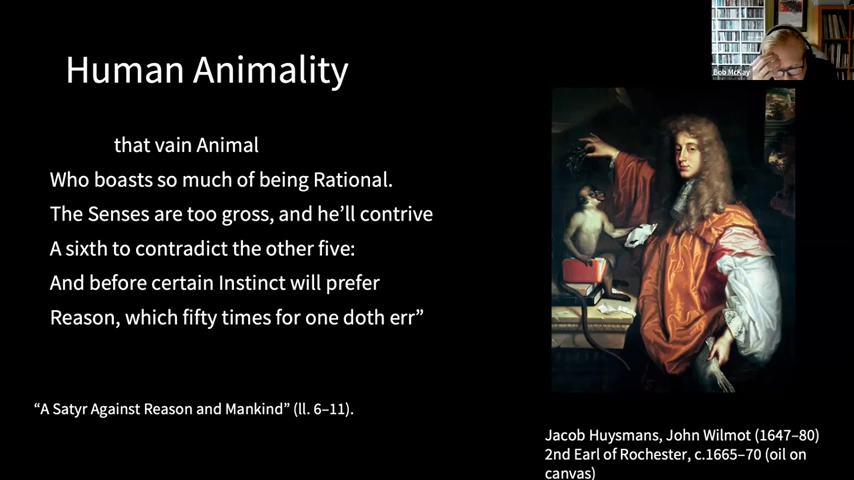 Human Animality
Bob McKay
that vain Animal
Who boasts so much of being Rational.
The Senses are too gross, and he’ll contrive
A sixth to contradict the other five:
And before certain Instinct will prefer
Reason, which fifty times for one doth err”
“A Satyr Against Reason and Mankind” (ll. 6–11).
Jacob Huysmans, John Wilmot (1647–80)
2nd Earl of Rochester, c.1665–70 (oil on
canvas)